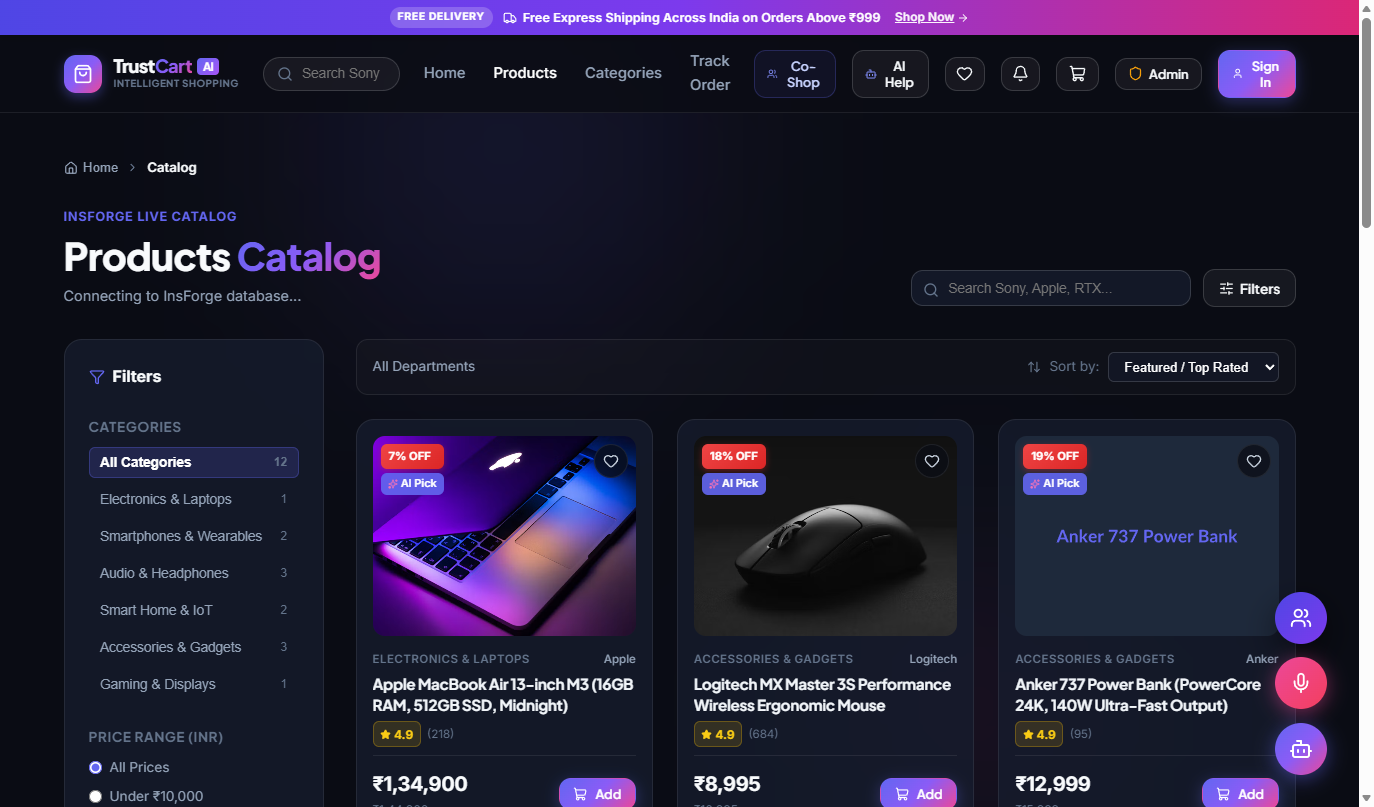 FREE DELIVERY Free Express Shipping Across India on Orders Above ₹999 Shop Now →
TrustCart AI
INTELLIGENT SHOPPING
Search Sony
Home
Products
Categories
Track
Order
Co-
Shop
AI
Help
Admin
Sign
In
Home > Catalog
INSFORGE LIVE CATALOG
Products Catalog
Connecting to InsForge database...
Search Sony, Apple, RTX...
Filters
Filters
CATEGORIES
All Categories 12
Electronics & Laptops 1
Smartphones & Wearables 2
Audio & Headphones 3
Smart Home & IoT 2
Accessories & Gadgets 3
Gaming & Displays 1
PRICE RANGE (INR)
All Prices
Under ₹10,000
All Departments
Sort by: Featured / Top Rated
7% OFF
AI Pick
ELECTRONICS & LAPTOPS Apple
Apple MacBook Air 13-inch M3 (16GB
RAM, 512GB SSD, Midnight)
4.9 (218)
₹1,34,900
Add
18% OFF
AI Pick
ACCESSORIES & GADGETS Logitech
Logitech MX Master 3S Performance
Wireless Ergonomic Mouse
4.9 (684)
₹8,995
Add
19% OFF
AI Pick
Anker 737 Power Bank
ACCESSORIES & GADGETS Anker
Anker 737 Power Bank (PowerCore
24K, 140W Ultra-Fast Output)
4.9 (95)
₹12,999
Add